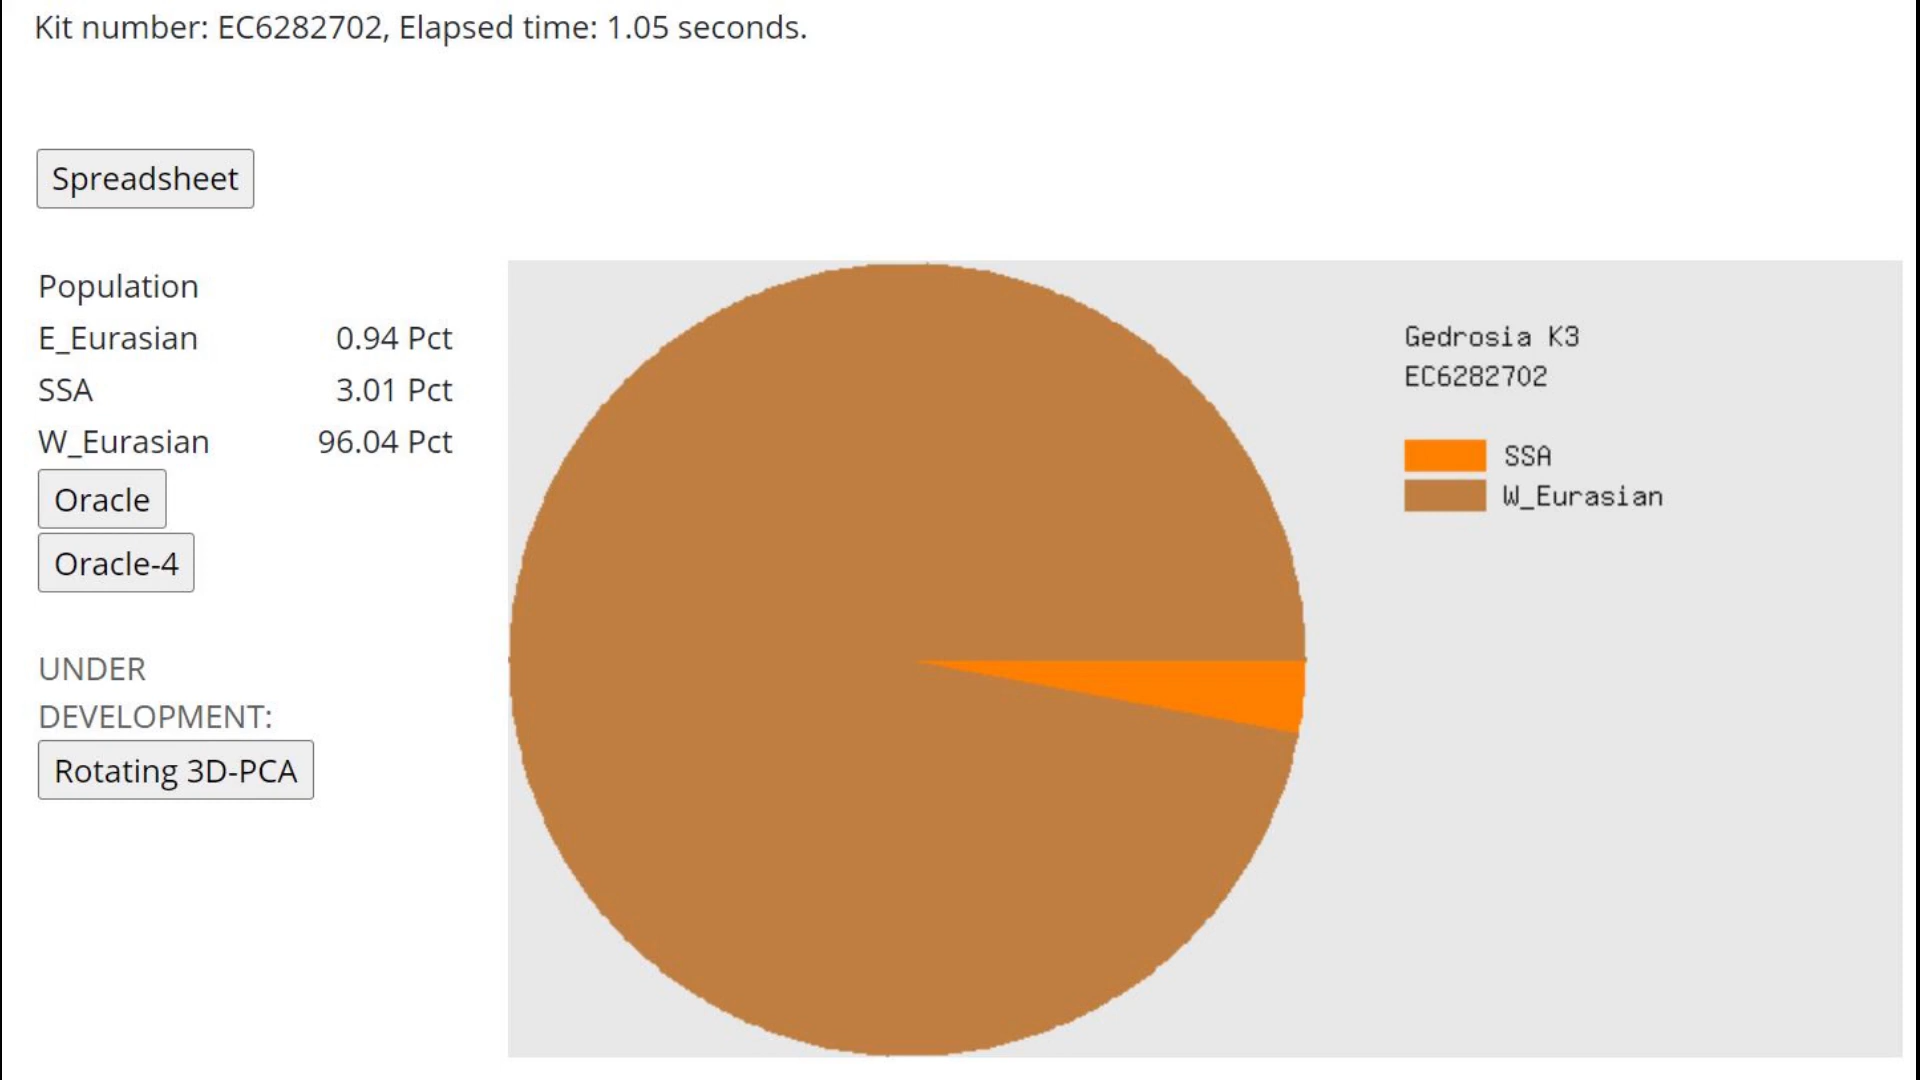 Kit number: EC6282702, Elapsed time: 1.05 seconds.
Spreadsheet
Population
E_Eurasian 0.94 Pct
SSA 3.01 Pct
W_Eurasian 96.04 Pct
Oracle
Oracle-4
UNDER
DEVELOPMENT:
Rotating 3D-PCA
Gedrosia K3
EC6282702
SSA
W_Eurasian